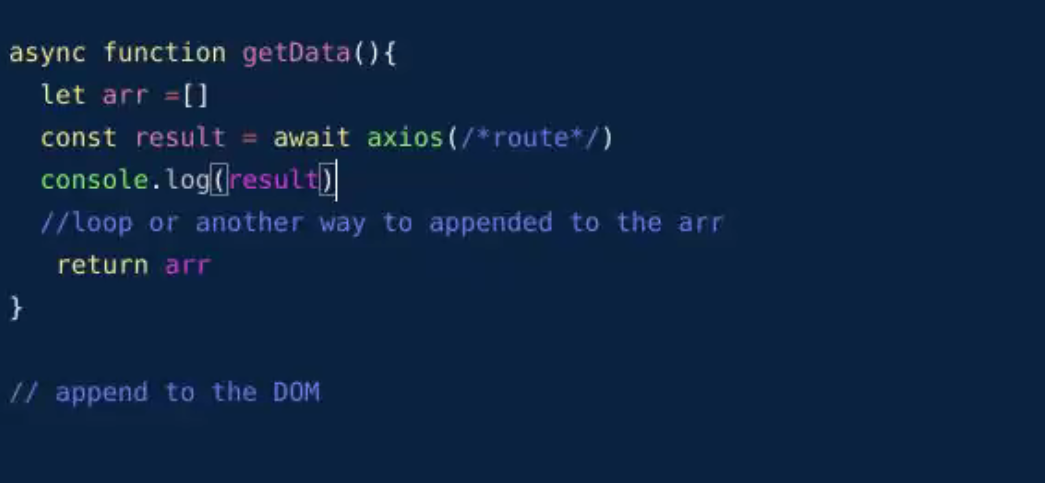 async function getData(){
  let arr =[]
  const result = await axios(/*route*/)
  console.log(result)
  //loop or another way to appended to the arr
   return arr
}

// append to the DOM